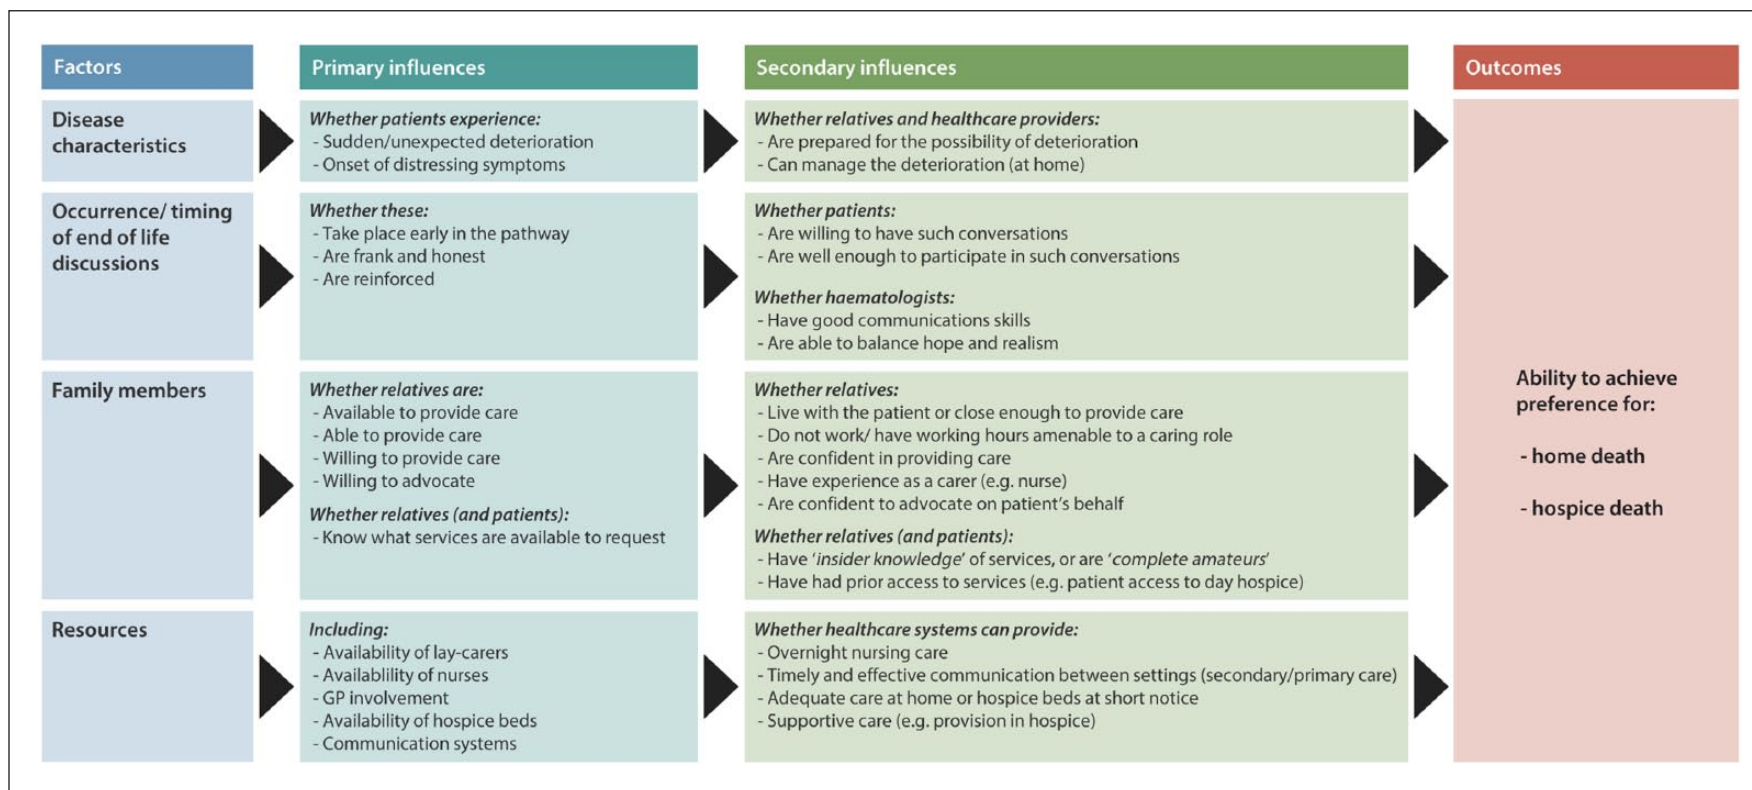 Factors
Primary influences
Secondary influences
Outcomes
Disease
characteristics
Whether patients experience:
- Sudden/unexpected deterioration
- Onset of distressing symptoms
Whether relatives and healthcare providers:
- Are prepared for the possibility of deterioration
- Can manage the deterioration (at home)
Occurrence/ timing
of end of life
discussions
Whether these:
- Take place early in the pathway
- Are frank and honest
- Are reinforced
Whether patients:
- Are willing to have such conversations
- Are well enough to participate in such conversations
Whether haematologists:
- Have good communications skills
- Are able to balance hope and realism
Family members
Whether relatives are:
- Available to provide care
- Able to provide care
- Willing to provide care
- Willing to advocate
Whether relatives (and patients):
- Know what services are available to request
Whether relatives:
- Live with the patient or close enough to provide care
- Do not work/ have working hours amenable to a caring role
- Are confident in providing care
- Have experience as a carer (e.g. nurse)
- Are confident to advocate on patient's behalf
Whether relatives (and patients):
- Have 'insider knowledge' of services, or are 'complete amateurs'
- Have had prior access to services (e.g. patient access to day hospice)
Resources
Including:
- Availability of lay-carers
- Availablility of nurses
- GP involvement
- Availability of hospice beds
- Communication systems
Whether healthcare systems can provide:
- Overnight nursing care
- Timely and effective communication between settings (secondary/primary care)
- Adequate care at home or hospice beds at short notice
- Supportive care (e.g. provision in hospice)
Ability to achieve
preference for:
- home death
- hospice death